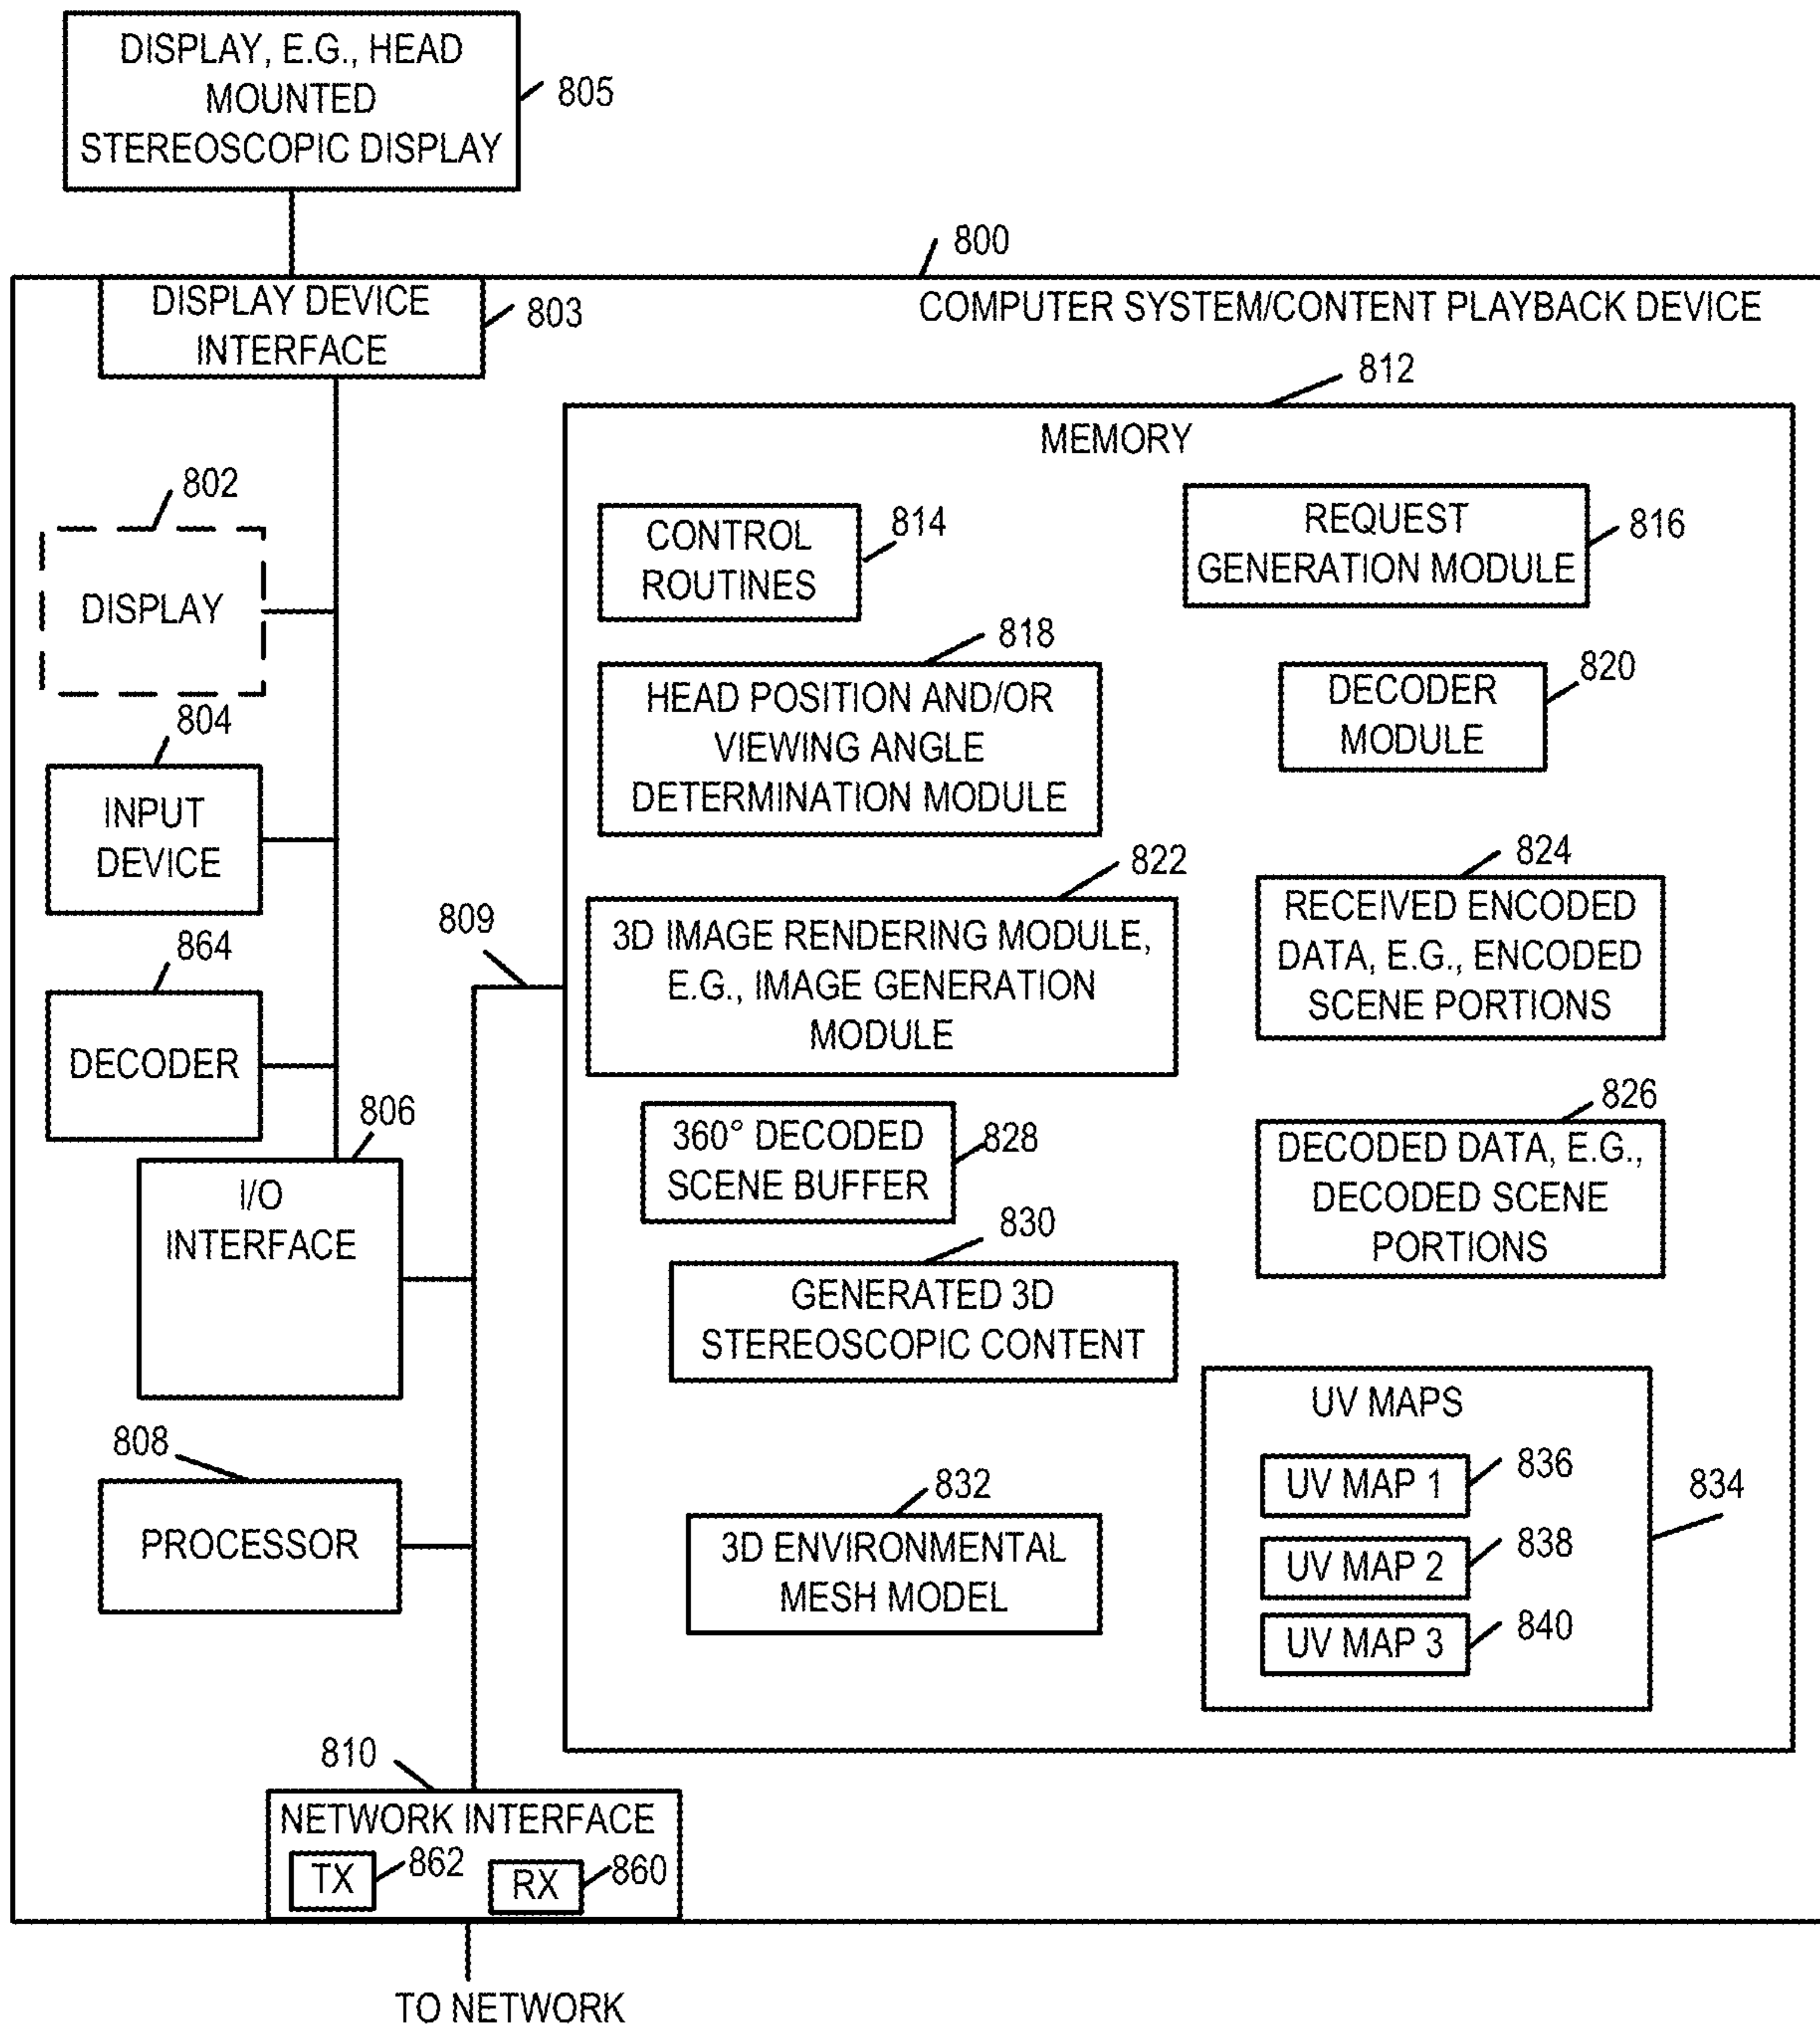 DISPLAY, E.G., HEAD
MOUNTED
STEREOSCOPIC DISPLAY
805
800
DISPLAY DEVICE
INTERFACE
803
COMPUTER SYSTEM/CONTENT PLAYBACK DEVICE
812
MEMORY
802
DISPLAY
804
INPUT
DEVICE
864
DECODER
806
I/O
INTERFACE
808
PROCESSOR
809
CONTROL
ROUTINES
814
REQUEST
GENERATION MODULE
816
818
HEAD POSITION AND/OR
VIEWING ANGLE
DETERMINATION MODULE
DECODER
MODULE
820
822
3D IMAGE RENDERING MODULE,
E.G., IMAGE GENERATION
MODULE
824
RECEIVED ENCODED
DATA, E.G., ENCODED
SCENE PORTIONS
360° DECODED
SCENE BUFFER
828
826
DECODED DATA, E.G.,
DECODED SCENE
PORTIONS
830
GENERATED 3D
STEREOSCOPIC CONTENT
832
3D ENVIRONMENTAL
MESH MODEL
UV MAPS
834
UV MAP 1
836
UV MAP 2
838
UV MAP 3
840
810
NETWORK INTERFACE
TX
862
RX
860
TO NETWORK